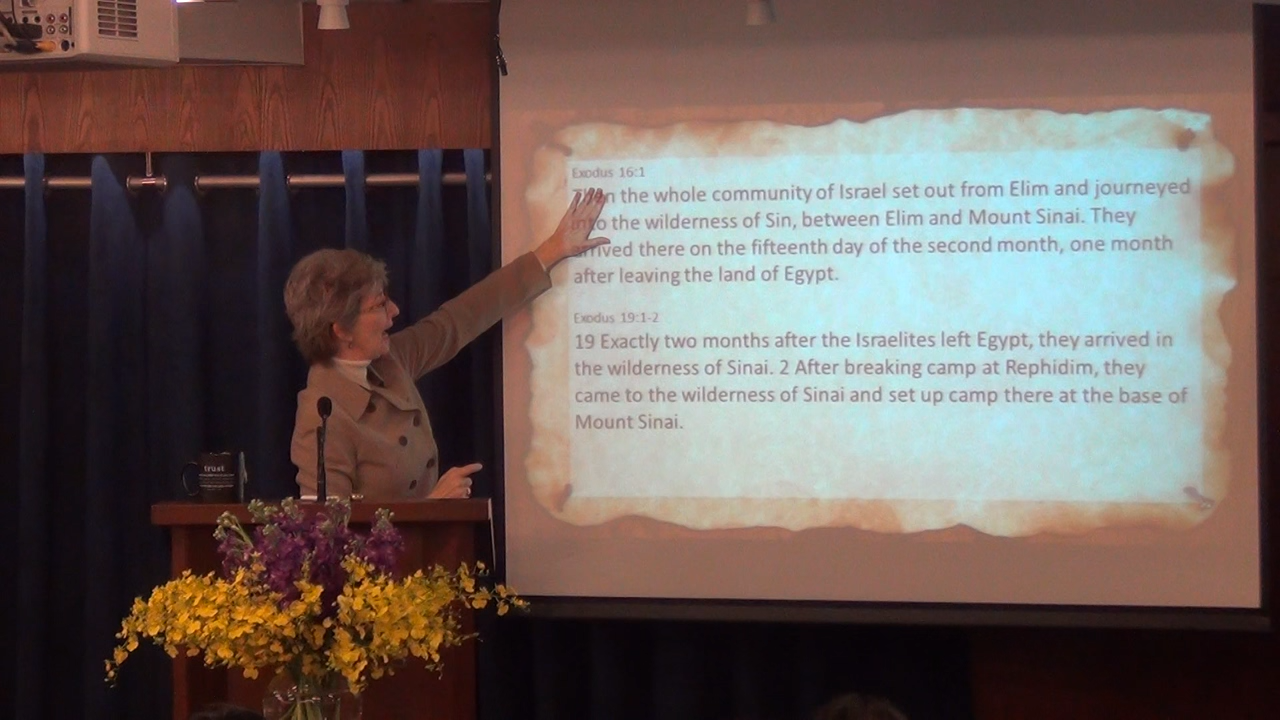 Exodus 16:1
Then the whole community of Israel set out from Elim and journeyed
into the wilderness of Sin, between Elim and Mount Sinai. They
arrived there on the fifteenth day of the second month, one month
after leaving the land of Egypt.
Exodus 19:1-2
19 Exactly two months after the Israelites left Egypt, they arrived in
the wilderness of Sinai. 2 After breaking camp at Rephidim, they
came to the wilderness of Sinai and set up camp there at the base of
Mount Sinai.
trust